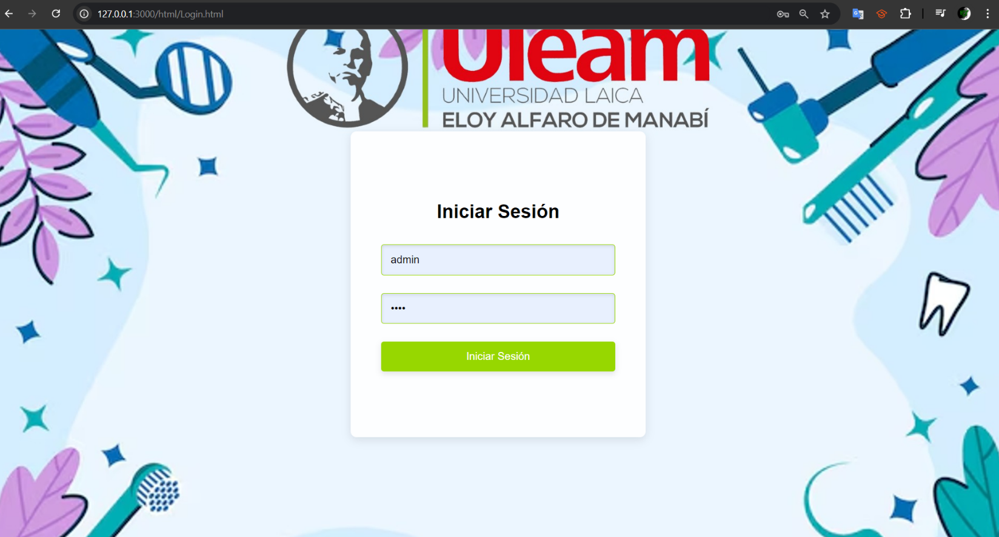 127.0.0.1:3000/html/Login.html
Uleam
UNIVERSIDAD LAICA
ELOY ALFARO DE MANABÍ
Iniciar Sesión
admin
••••
Iniciar Sesión